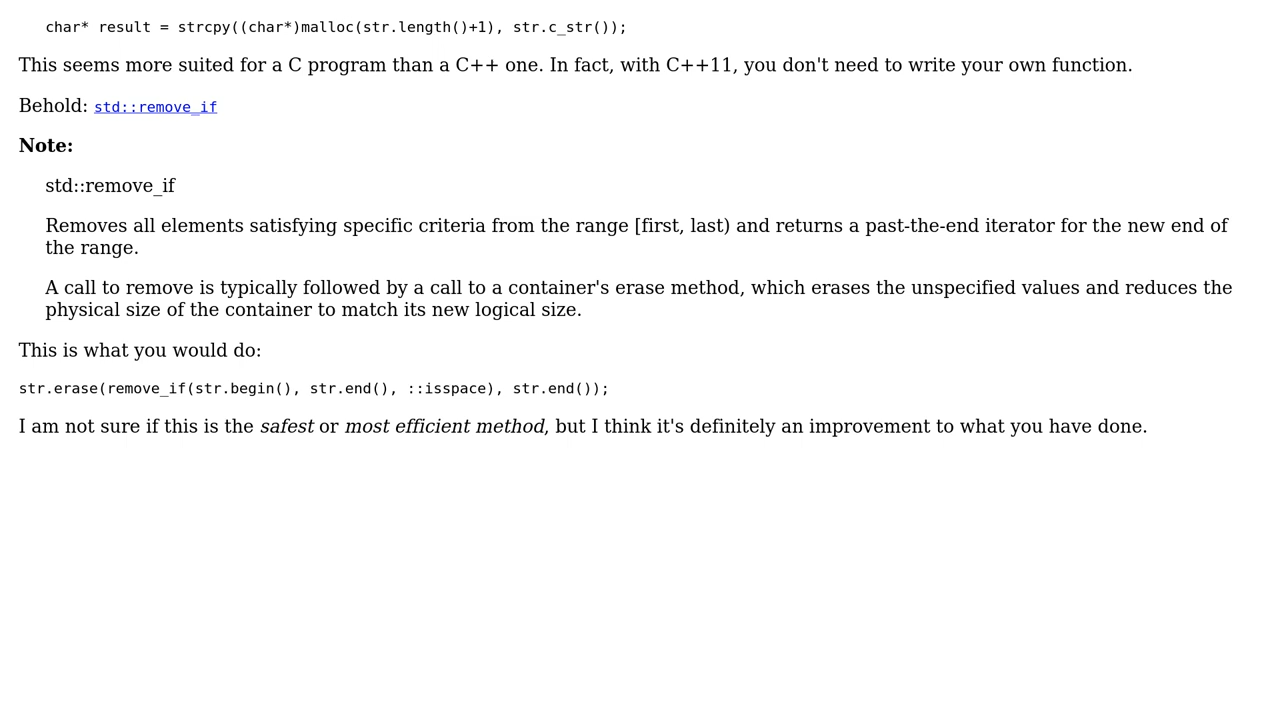 char* result = strcpy((char*)malloc(str.length()+1), str.c_str());
This seems more suited for a C program than a C++ one. In fact, with C++11, you don't need to write your own function.
Behold: std::remove_if
Note:
std::remove_if
Removes all elements satisfying specific criteria from the range [first, last) and returns a past-the-end iterator for the new end of
the range.
A call to remove is typically followed by a call to a container's erase method, which erases the unspecified values and reduces the
physical size of the container to match its new logical size.
This is what you would do:
str.erase(remove_if(str.begin(), str.end(), ::isspace), str.end());
I am not sure if this is the safest or most efficient method, but I think it's definitely an improvement to what you have done.